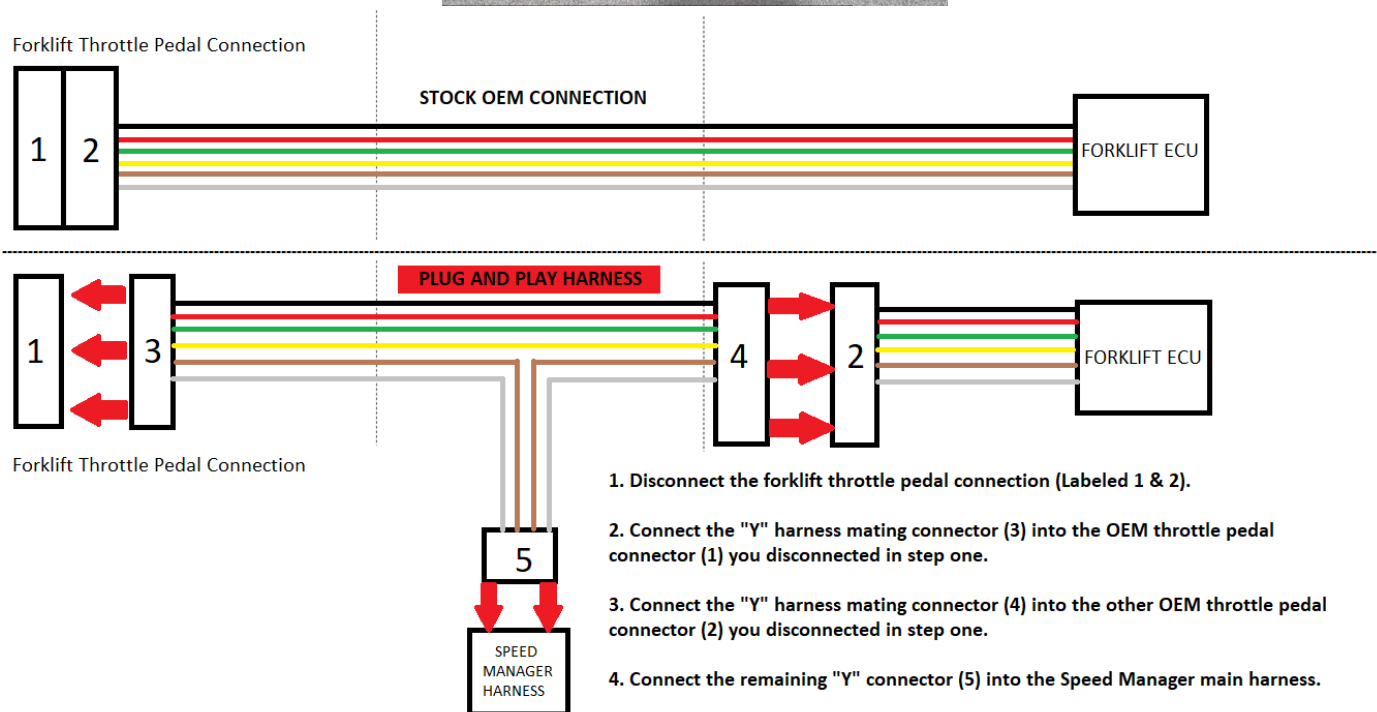 Forklift Throttle Pedal Connection
STOCK OEM CONNECTION
1 2
FORKLIFT ECU
PLUG AND PLAY HARNESS
1 3 4 2
FORKLIFT ECU
Forklift Throttle Pedal Connection
5
SPEED
MANAGER
HARNESS
1. Disconnect the forklift throttle pedal connection (Labeled 1 & 2).
2. Connect the "Y" harness mating connector (3) into the OEM throttle pedal
connector (1) you disconnected in step one.
3. Connect the "Y" harness mating connector (4) into the other OEM throttle pedal
connector (2) you disconnected in step one.
4. Connect the remaining "Y" connector (5) into the Speed Manager main harness.